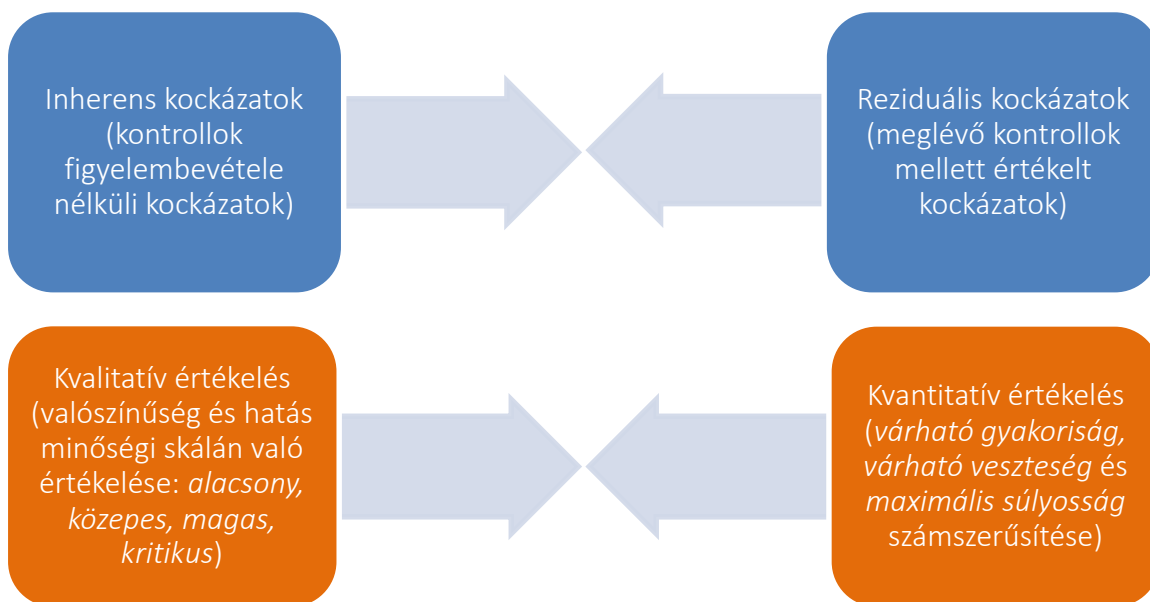 Inherens kockázatok
(kontrollok
figyelembevétele
nélküli kockázatok)
Reziduális kockázatok
(meglévő kontrollok
mellett értékelt
kockázatok)
Kvalitatív értékelés
(valószínűség és hatás
minőségi skálán való
értékelése: alacsony,
közepes, magas,
kritikus)
Kvantitatív értékelés
(várható gyakoriság,
várható veszteség és
maximális súlyosság
számszerűsítése)